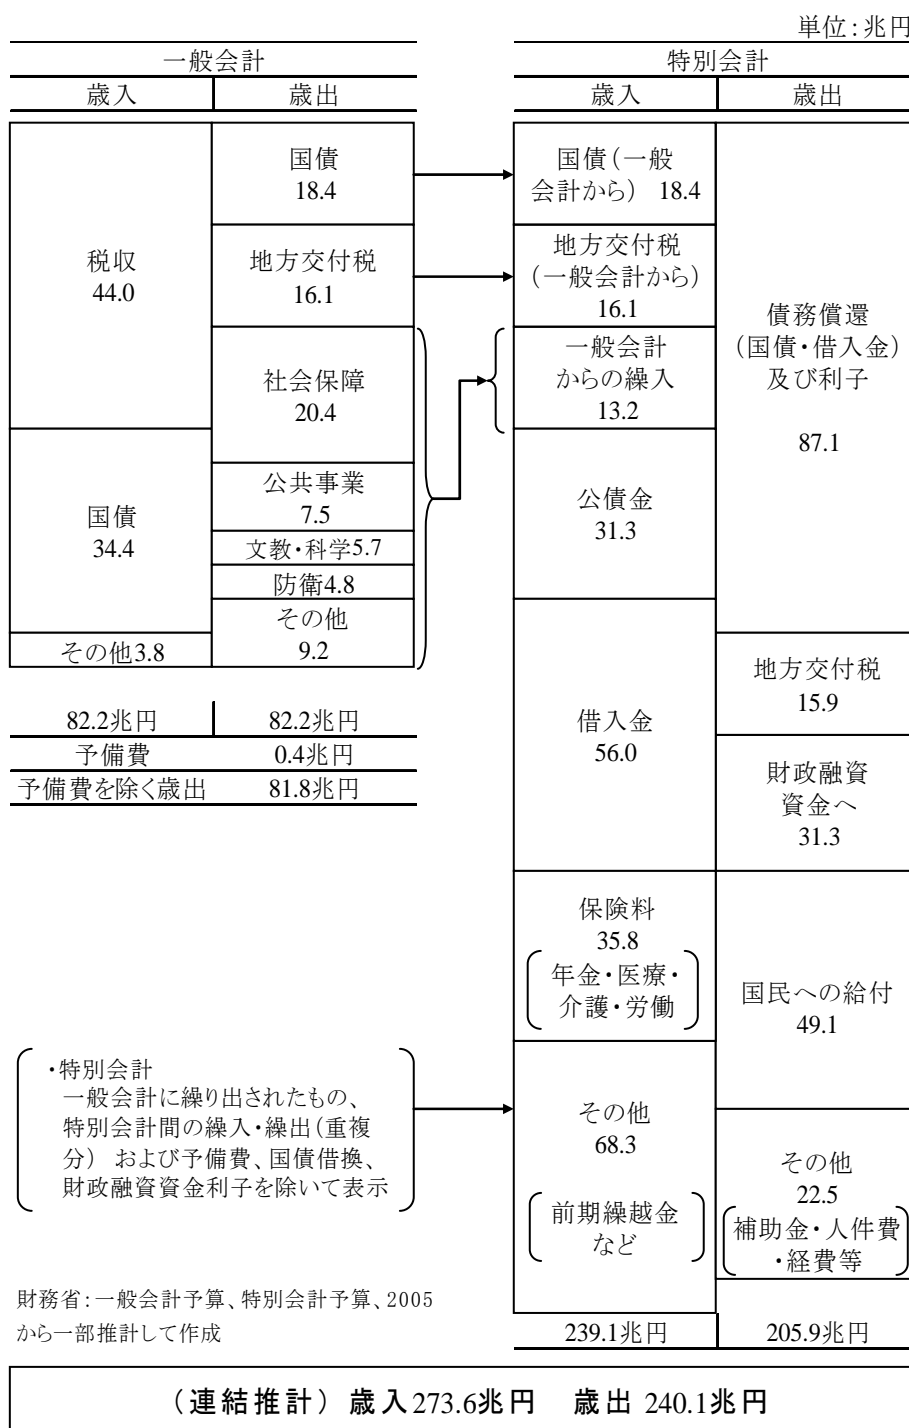 単位：兆円
一般会計
歳入 歳出
税収
44.0
国債
34.4
その他3.8
国債
18.4
地方交付税
16.1
社会保障
20.4
公共事業
7.5
文教・科学5.7
防衛4.8
その他
9.2
82.2兆円 82.2兆円
予備費 0.4兆円
予備費を除く歳出 81.8兆円
特別会計
歳入 歳出
国債（一般
会計から） 18.4
地方交付税
（一般会計から）
16.1
一般会計
からの繰入
13.2
公債金
31.3
借入金
56.0
保険料
35.8
年金・医療・
介護・労働
その他
68.3
前期繰越金
など
239.1兆円
債務償還
（国債・借入金）
及び利子
87.1
地方交付税
15.9
財政融資
資金へ
31.3
国民への給付
49.1
その他
22.5
補助金・人件費
・経費等
205.9兆円
・特別会計
一般会計に繰り出されたもの、
特別会計間の繰入・繰出（重複
分） および予備費、国債借換、
財政融資資金利子を除いて表示
財務省：一般会計予算、特別会計予算、2005
から一部推計して作成
（連結推計） 歳入273.6兆円 歳出 240.1兆円